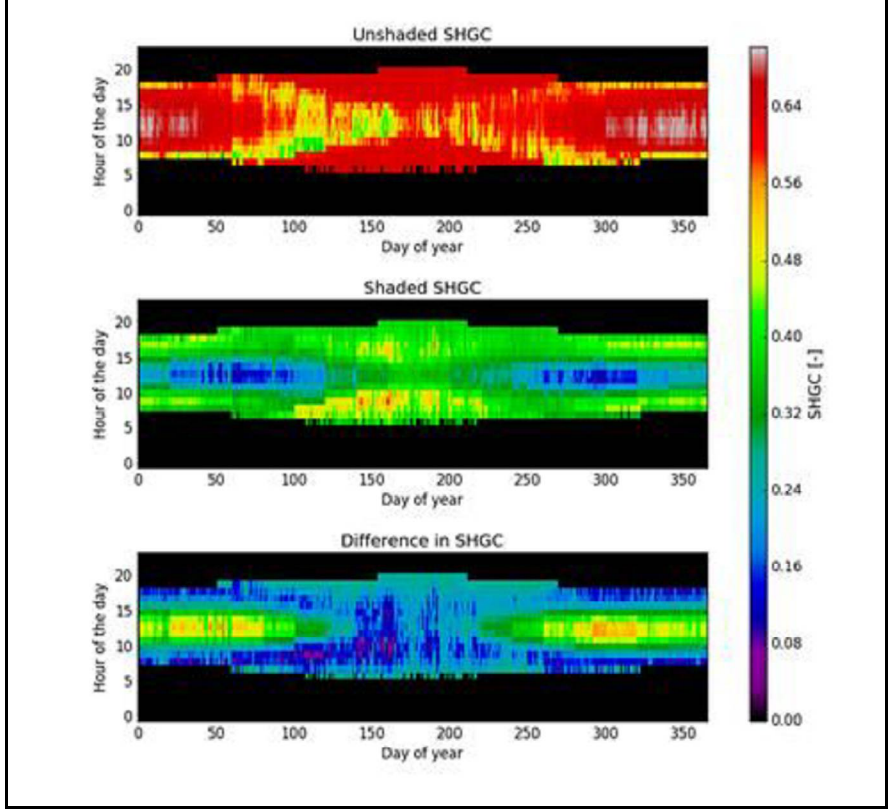 Unshaded SHGC
20
15
10
5
0
Hour of the day
0 50 100 150 200 250 300 350
Day of year
Shaded SHGC
20
15
10
5
0
Hour of the day
0 50 100 150 200 250 300 350
Day of year
Difference in SHGC
20
15
10
5
0
Hour of the day
0 50 100 150 200 250 300 350
Day of year
0.64
0.56
0.48
0.40
0.32
0.24
0.16
0.08
0.00
SHGC [-]